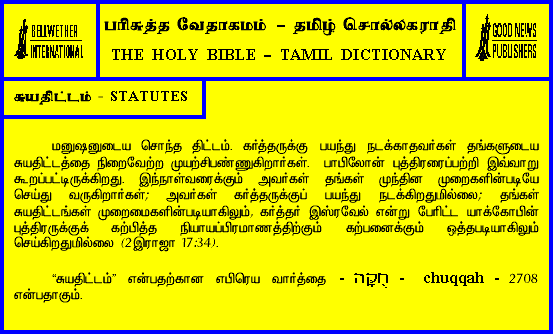 BELLWETHER
INTERNATIONAL
பரிசுத்த வேதாகமம் – தமிழ் சொல்லகராதி
THE HOLY BIBLE – TAMIL DICTIONARY
GOOD NEWS
PUBLISHERS
சுயதிட்டம் - STATUTES
மனுஷனுடைய சொந்த திட்டம். கர்த்தருக்கு பயந்து நடக்காதவர்கள் தங்களுடைய
சுயதிட்டத்தை நிறைவேற்ற முயற்சிபண்ணுகிறார்கள். பாபிலோன் புத்திரரைப்பற்றி இவ்வாறு
கூறப்பட்டிருக்கிறது. இந்நாள்வரைக்கும் அவர்கள் தங்கள் முந்தின முறைகளின்படியே
செய்து வருகிறார்கள்; அவர்கள் கர்த்தருக்குப் பயந்து நடக்கிறதுமில்லை; தங்கள்
சுயதிட்டங்கள் முறைமைகளின்படியாகிலும், கர்த்தர் இஸ்ரவேல் என்று பேரிட்ட யாக்கோபின்
புத்திரருக்குக் கற்பித்த நியாயப்பிரமாணத்திற்கும் கற்பனைக்கும் ஒத்தபடியாகிலும்
செய்கிறதுமில்லை (2இராஜா 17:34).
“சுயதிட்டம்” என்பதற்கான எபிரெய வார்த்தை - חֻקָּה - chuqqah - 2708
என்பதாகும்.